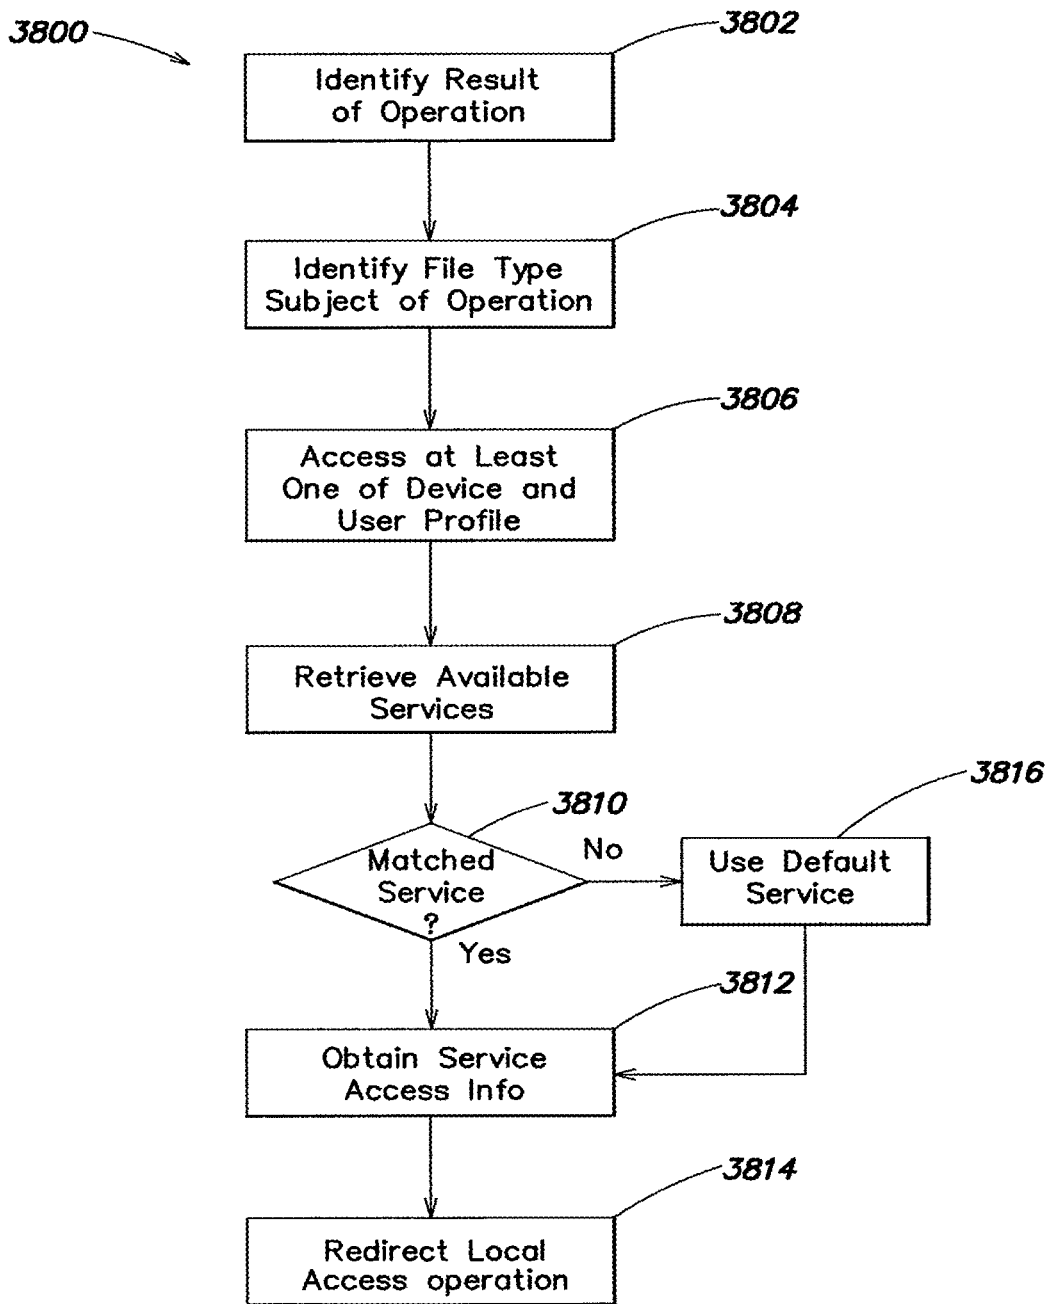 3800
3802
Identify Result
of Operation
3804
Identify File Type
Subject of Operation
3806
Access at Least
One of Device and
User Profile
3808
Retrieve Available
Services
3810
Matched
Service
?
No
3816
Use Default
Service
Yes
3812
Obtain Service
Access Info
3814
Redirect Local
Access operation